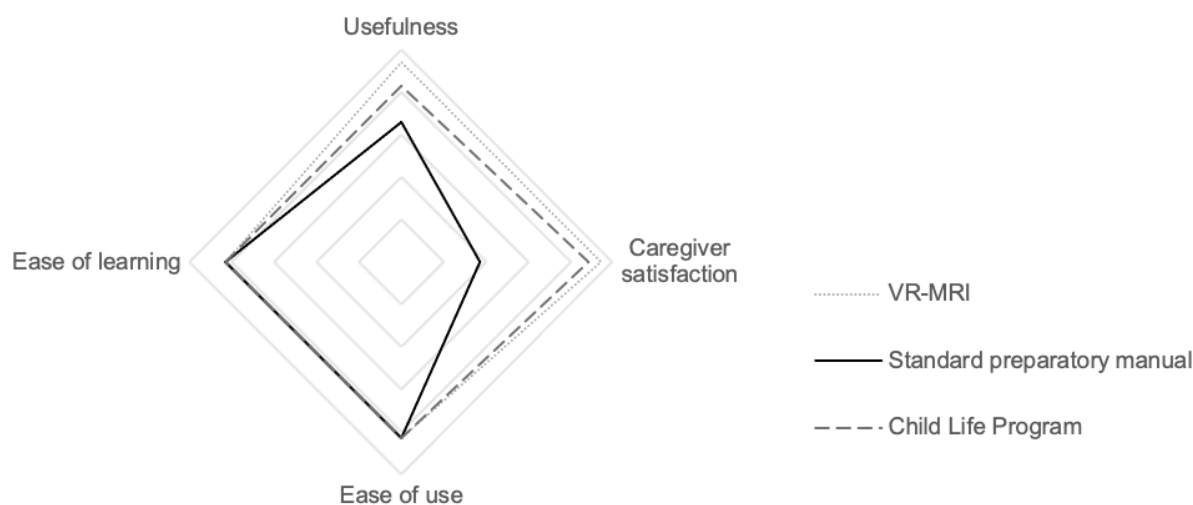 Usefulness
Ease of learning
Caregiver
satisfaction
Ease of use
VR-MRI
Standard preparatory manual
Child Life Program